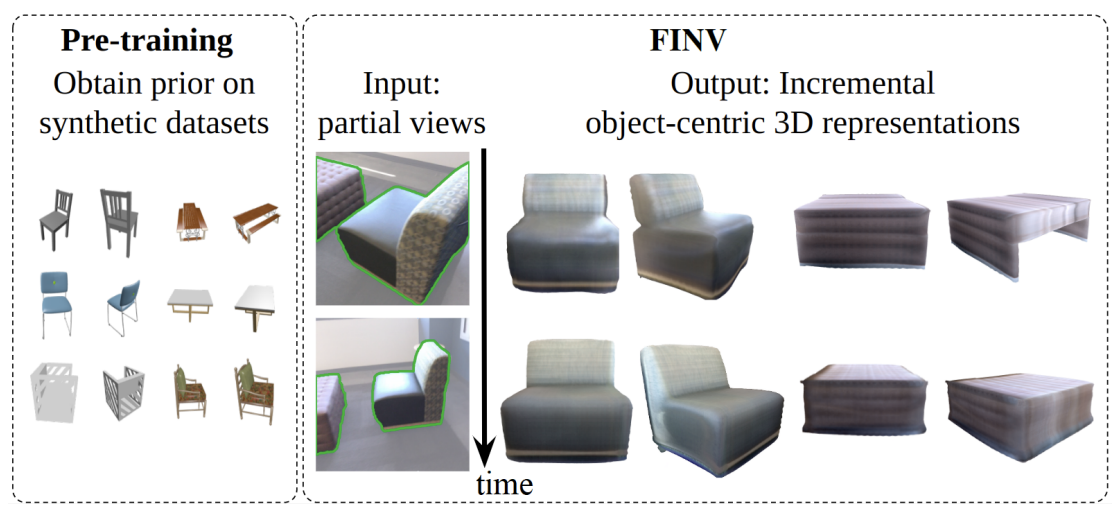 Pre-training
Obtain prior on
synthetic datasets
FINV
Input:
partial views
Output: Incremental
object-centric 3D representations
time